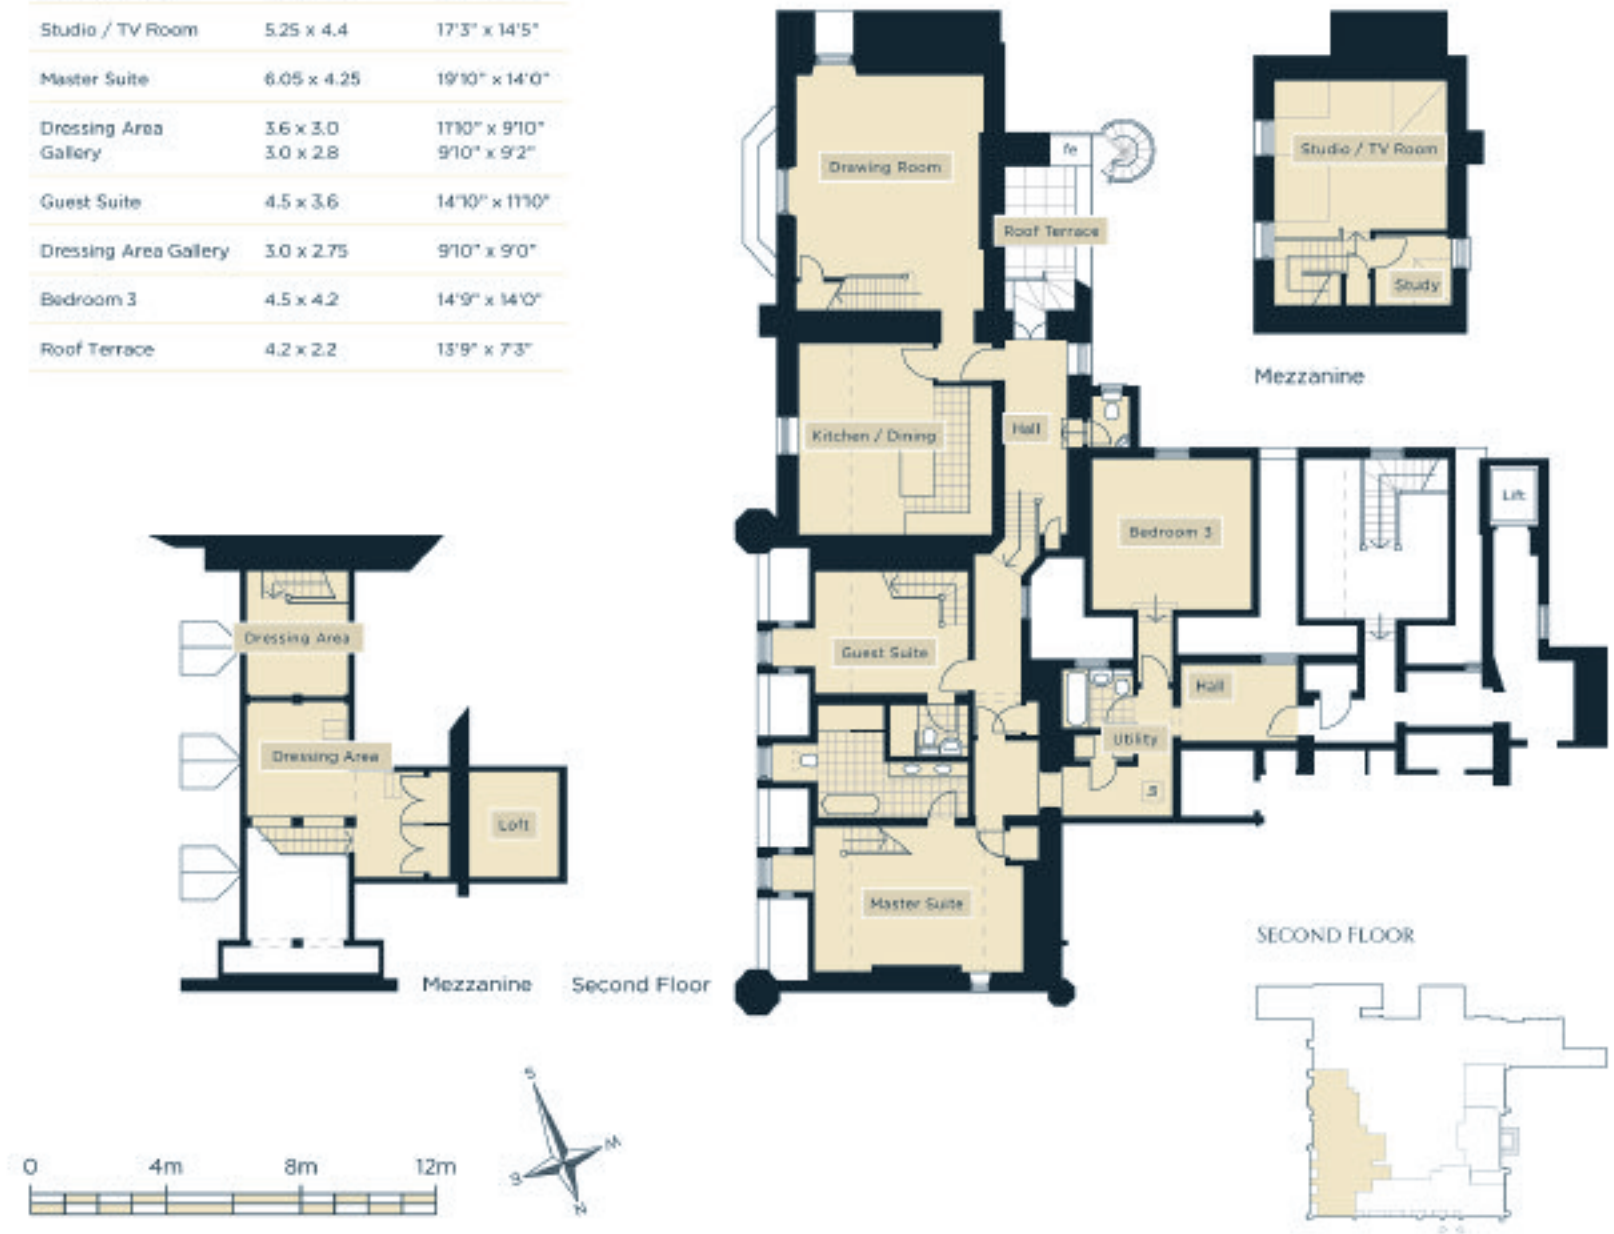 Studio / TV Room 5.25 x 4.4 17'3" x 14'5"
Master Suite 6.05 x 4.25 19'10" x 14'0"
Dressing Area 3.6 x 3.0 11'10" x 9'10"
Gallery 3.0 x 2.8 9'10" x 9'2"
Guest Suite 4.5 x 3.6 14'10" x 11'10"
Dressing Area Gallery 3.0 x 2.75 9'10" x 9'0"
Bedroom 3 4.5 x 4.2 14'9" x 14'0"
Roof Terrace 4.2 x 2.2 13'9" x 7'3"
Drawing Room
fe
Roof Terrace
Studio / TV Room
Study
Mezzanine
Kitchen / Dining
Hall
Bedroom 3
Lift
Guest Suite
Hall
Utility
S
Master Suite
Dressing Area
Dressing Area
Loft
Mezzanine
Second Floor
SECOND FLOOR
S
W
N
0 4m 8m 12m